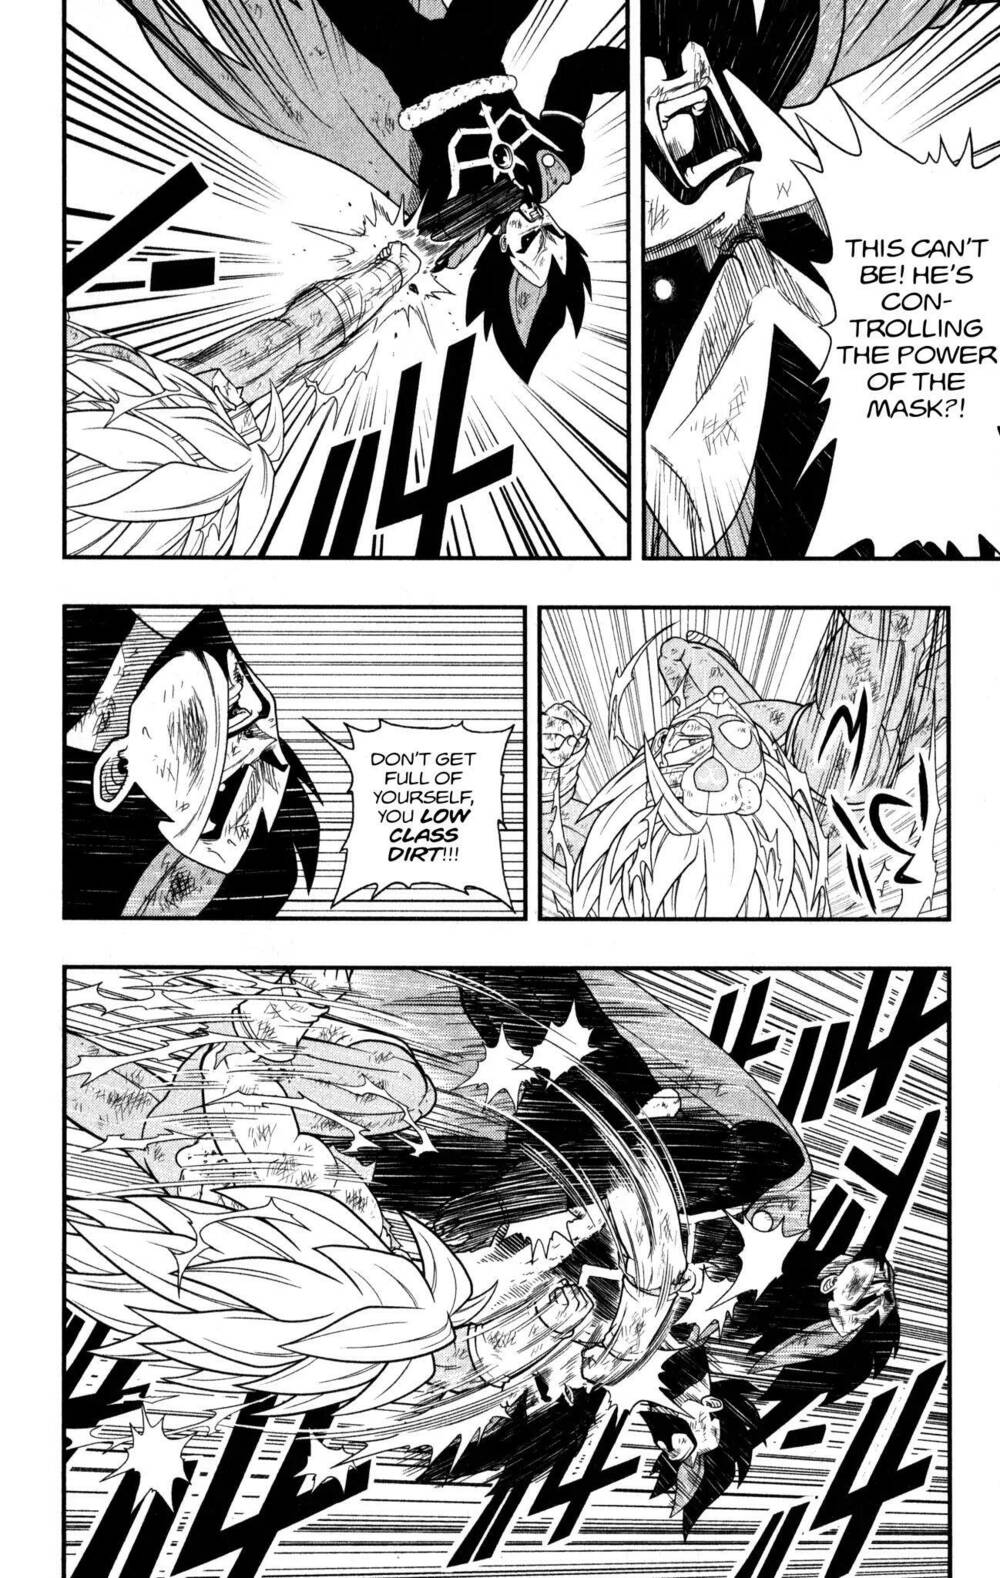 THIS CAN'T
BE! HE'S
CON-
TROLLING
THE POWER
OF THE
MASK?!
DON'T GET
FULL OF
YOURSELF,
YOU LOW
CLASS
DIRT!!!